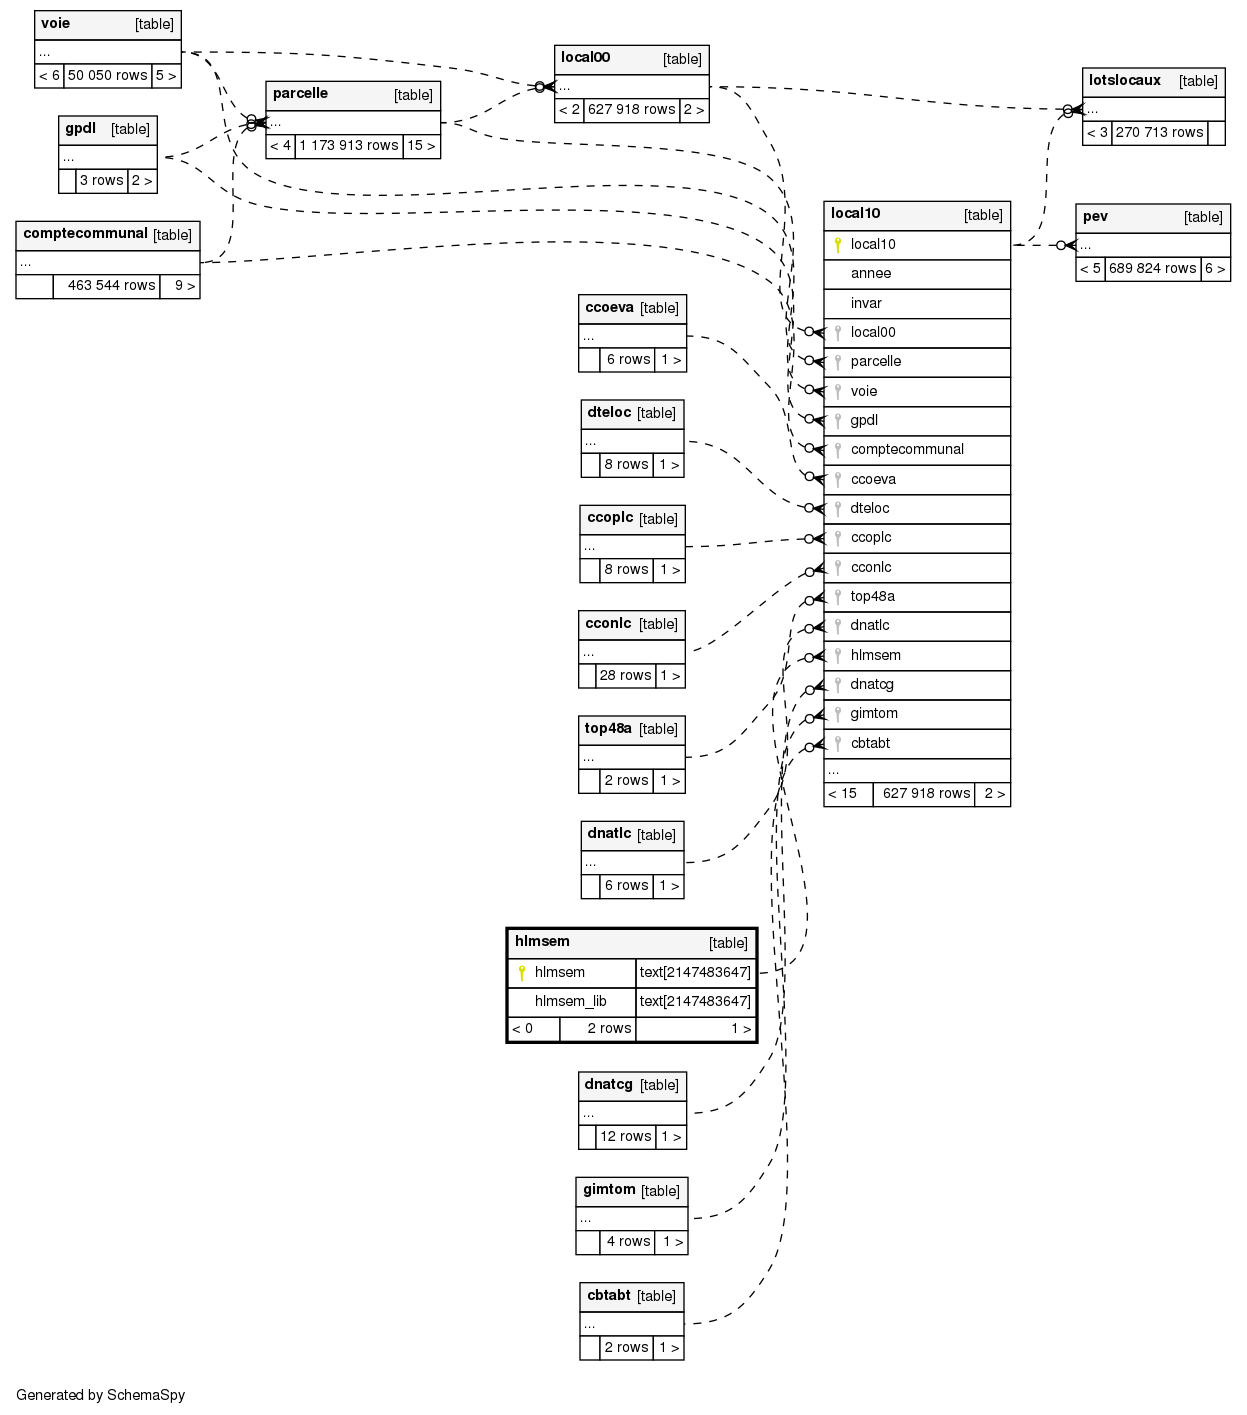 voie [table]
...
< 6 50 050 rows 5 >
gpdl [table]
...
3 rows 2 >
comptecommunal [table]
...
463 544 rows 9 >
parcelle [table]
...
< 4 1 173 913 rows 15 >
local00 [table]
...
< 2 627 918 rows 2 >
lotslocaux [table]
...
< 3 270 713 rows
pev [table]
...
< 5 689 824 rows 6 >
local10 [table]
local10
annee
invar
local00
parcelle
voie
gpdl
comptecommunal
ccoeva
dteloc
ccoplc
cconlc
top48a
dnatlc
hlmsem
dnatcg
gimtom
cbtabt
...
< 15 627 918 rows 2 >
ccoeva [table]
...
6 rows 1 >
dteloc [table]
...
8 rows 1 >
ccoplc [table]
...
8 rows 1 >
cconlc [table]
...
28 rows 1 >
top48a [table]
...
2 rows 1 >
dnatlc [table]
...
6 rows 1 >
hlmsem [table]
hlmsem text[2147483647]
hlmsem_lib text[2147483647]
< 0 2 rows 1 >
dnatcg [table]
...
12 rows 1 >
gimtom [table]
...
4 rows 1 >
cbtabt [table]
...
2 rows 1 >
Generated by SchemaSpy